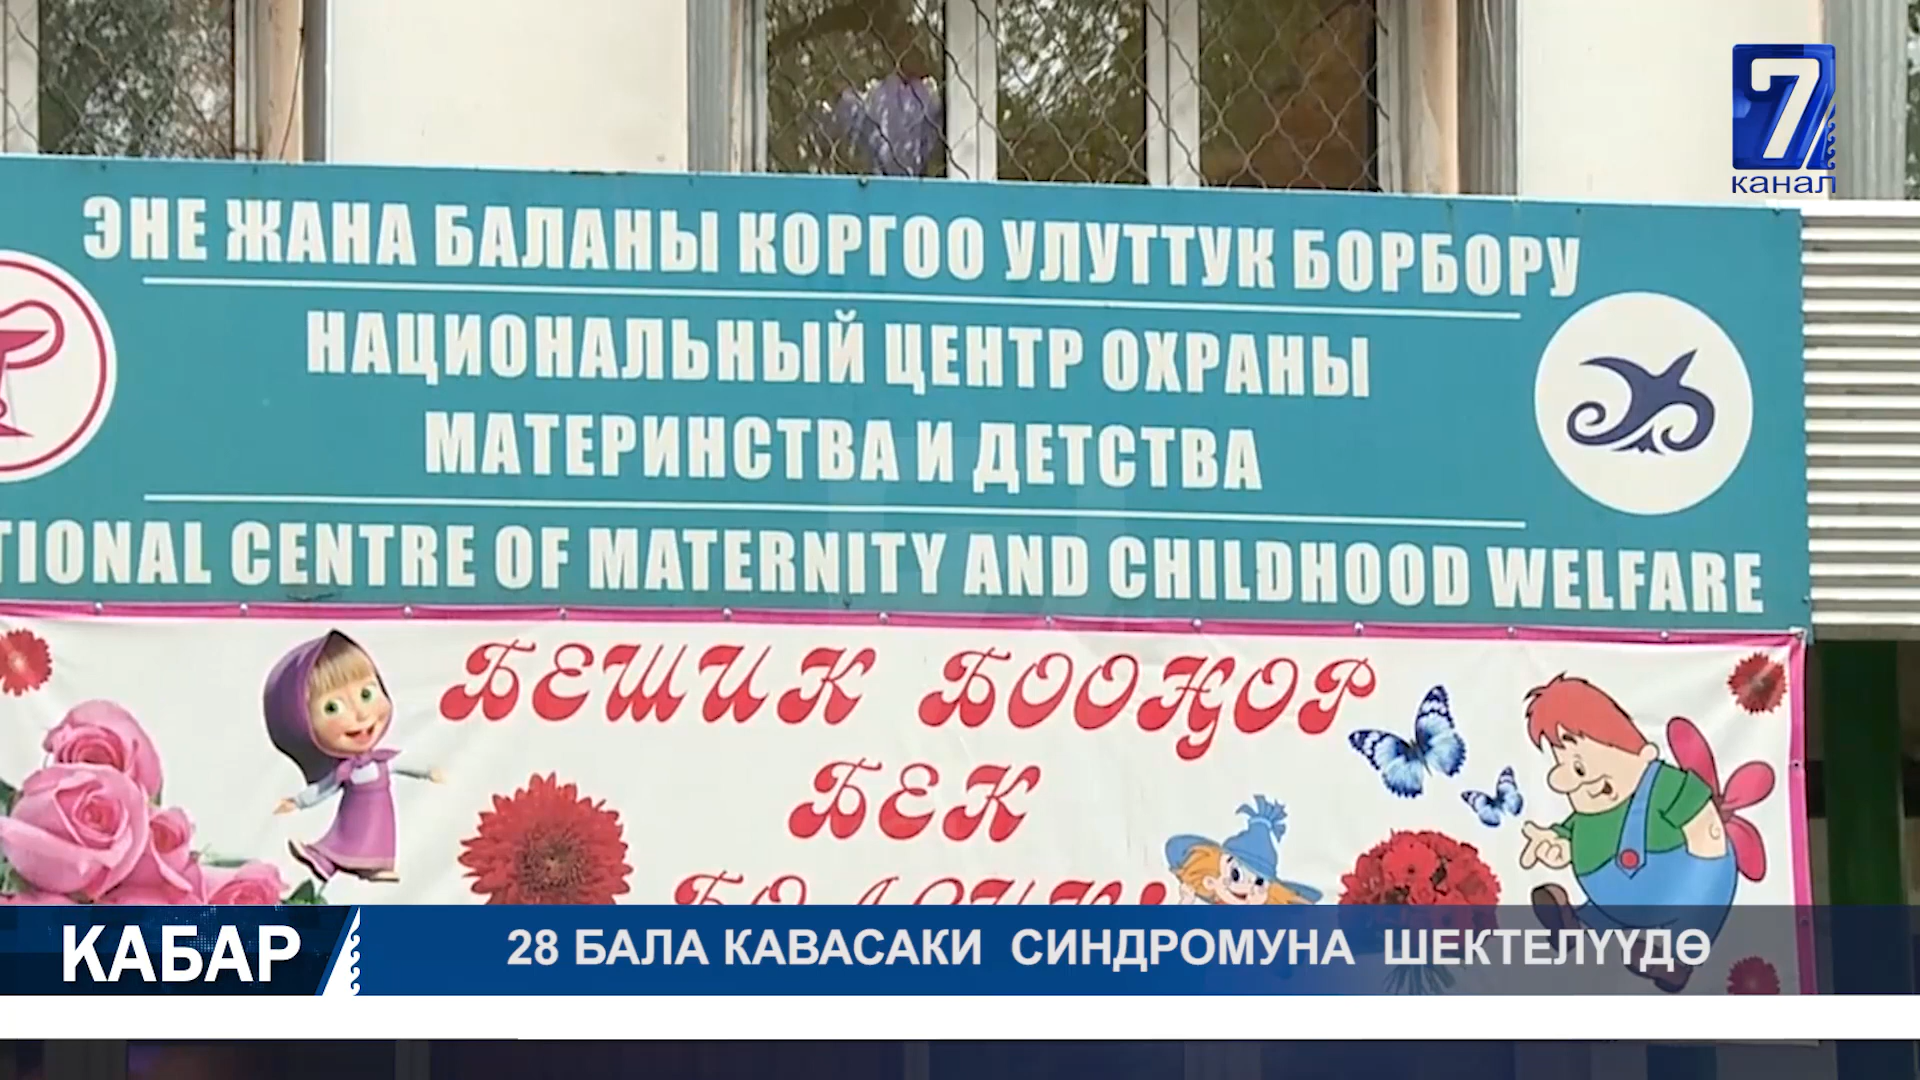 7
канал
ЭНЕ ЖАНА БАЛАНЫ КОРГОО УЛУТТУК БОРБОРУ
НАЦИОНАЛЬНЫЙ ЦЕНТР ОХРАНЫ
МАТЕРИНСТВА И ДЕТСТВА
TIONAL CENTRE OF MATERNITY AND CHILDHOOD WELFARE
БЕШИК БООҢОР
БЕК
КАБАР
28 БАЛА КАВАСАКИ СИНДРОМУНА ШЕКТЕЛҮҮДӨ